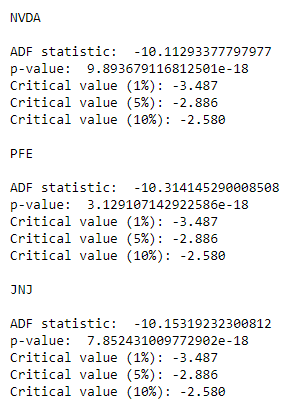 NVDA
ADF statistic:  -10.11293377797977
p-value:  9.893679116812501e-18
Critical value (1%): -3.487
Critical value (5%): -2.886
Critical value (10%): -2.580
PFE
ADF statistic:  -10.314145290008508
p-value:  3.129107142922586e-18
Critical value (1%): -3.487
Critical value (5%): -2.886
Critical value (10%): -2.580
JNJ
ADF statistic:  -10.15319232300812
p-value:  7.852431009772902e-18
Critical value (1%): -3.487
Critical value (5%): -2.886
Critical value (10%): -2.580